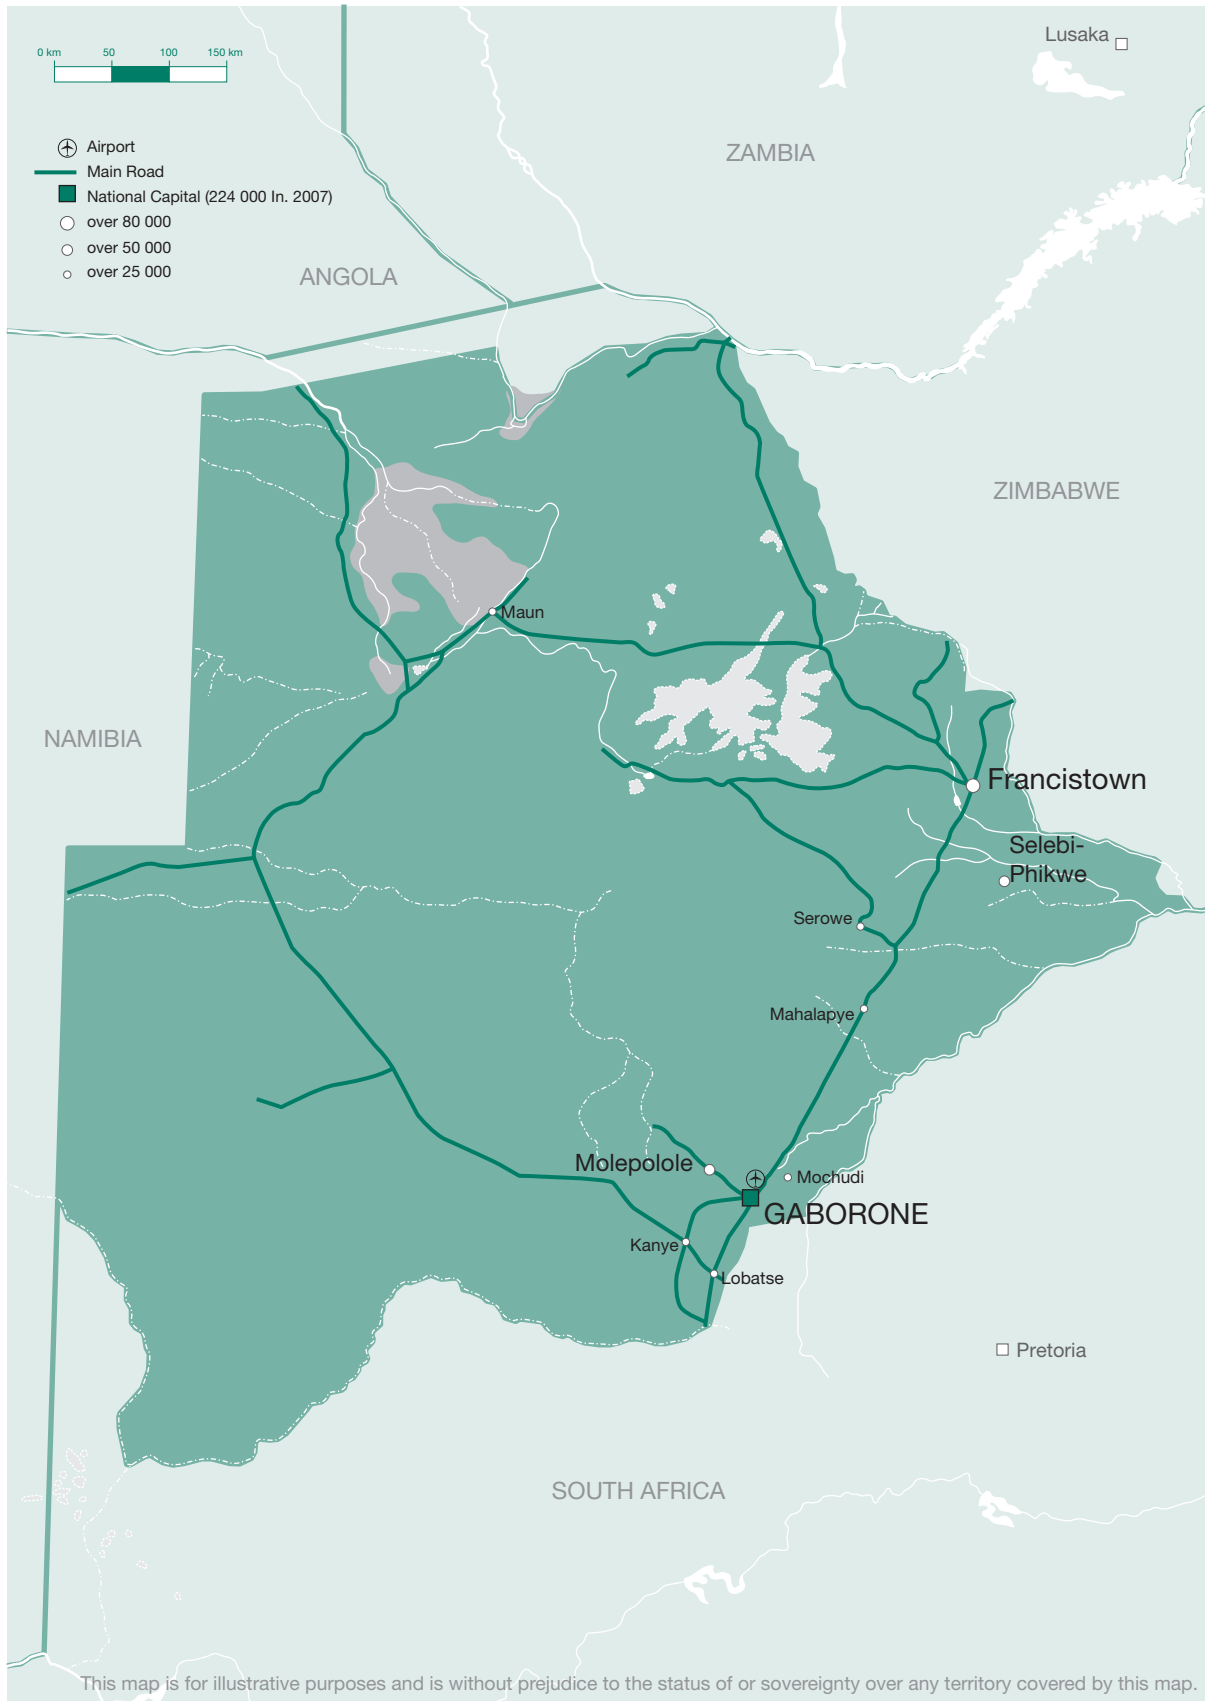 Lusaka
0 km 50 100 150 km
Airport
Main Road
National Capital (224 000 In. 2007)
over 80 000
over 50 000
over 25 000
ZAMBIA
ANGOLA
ZIMBABWE
Maun
NAMIBIA
Francistown
Selebi-
Phikwe
Serowe
Mahalapye
Molepolole
Mochudi
GABORONE
Kanye
Lobatse
Pretoria
SOUTH AFRICA
This map is for illustrative purposes and is without prejudice to the status of or sovereignty over any territory covered by this map.